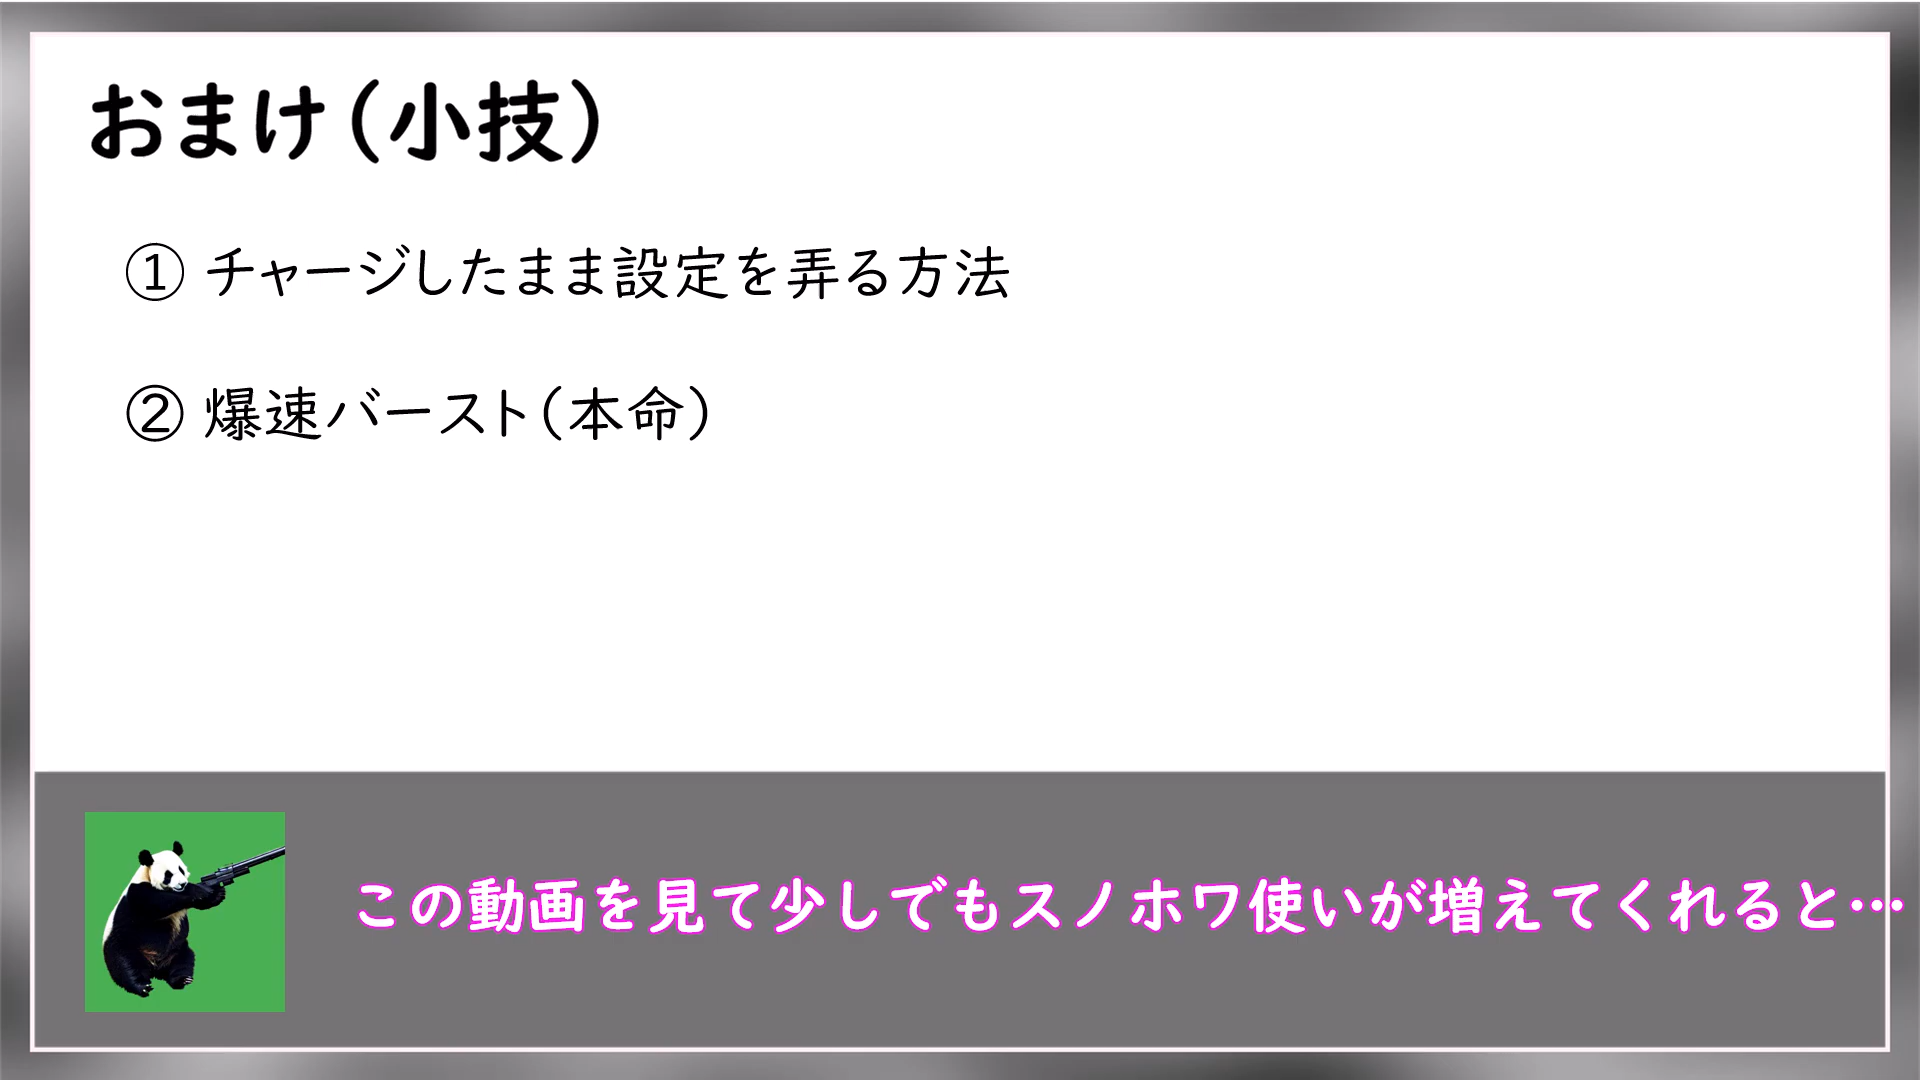 おまけ(小技)
① チャージしたまま設定を弄る方法
② 爆速バースト(本命)
この動画を見て少しでもスノホワ使いが増えてくれると…